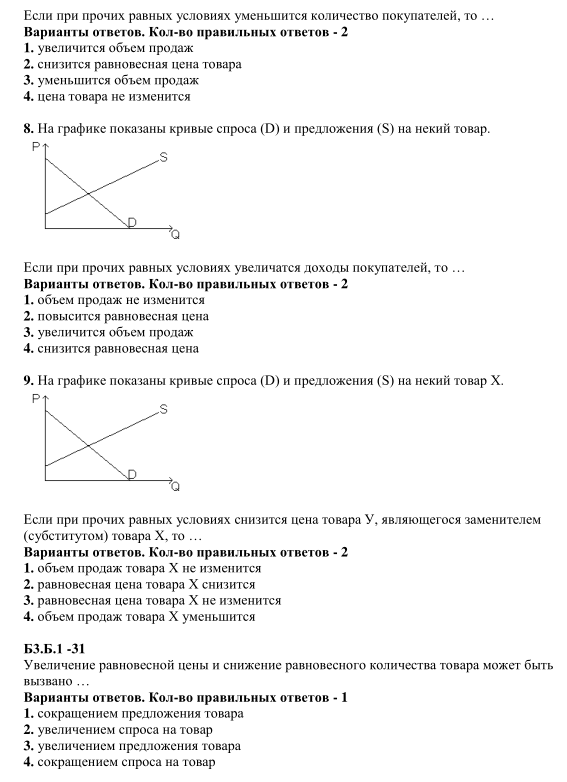 Если при прочих равных условиях уменьшится количество покупателей, то …
Варианты ответов. Кол-во правильных ответов - 2
1. увеличится объем продаж
2. снизится равновесная цена товара
3. уменьшится объем продаж
4. цена товара не изменится
8. На графике показаны кривые спроса (D) и предложения (S) на некий товар.
P
S
D
Q
Если при прочих равных условиях увеличатся доходы покупателей, то …
Варианты ответов. Кол-во правильных ответов - 2
1. объем продаж не изменится
2. повысится равновесная цена
3. увеличится объем продаж
4. снизится равновесная цена
9. На графике показаны кривые спроса (D) и предложения (S) на некий товар X.
P
S
D
Q
Если при прочих равных условиях снизится цена товара У, являющегося заменителем
(субститутом) товара X, то …
Варианты ответов. Кол-во правильных ответов - 2
1. объем продаж товара X не изменится
2. равновесная цена товара X снизится
3. равновесная цена товара X не изменится
4. объем продаж товара X уменьшится
Б3.Б.1 -31
Увеличение равновесной цены и снижение равновесного количества товара может быть
вызвано …
Варианты ответов. Кол-во правильных ответов - 1
1. сокращением предложения товара
2. увеличением спроса на товар
3. увеличением предложения товара
4. сокращением спроса на товар